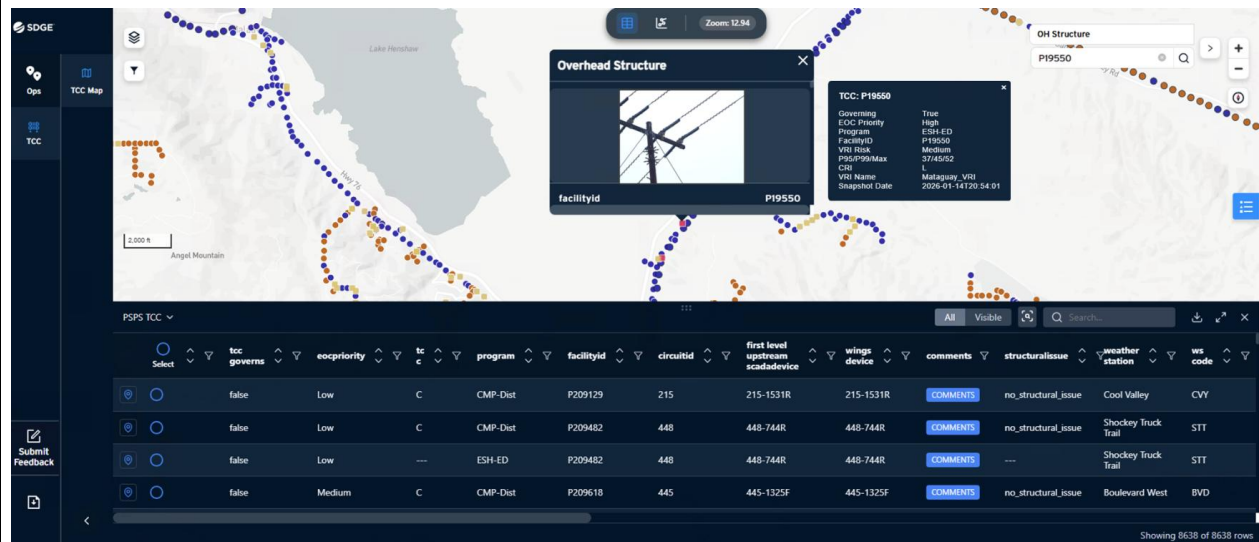 SDGE
Ops
TCC
TCC Map
Submit
Feedback
Zoom: 12.94
Lake Henshaw
Hwy 76
Angel Mountain
2,000 ft
OH Structure
P19550
Overhead Structure
facilityid P19550
TCC: P19550
Governing True
EOC Priority High
Program ESH-ED
FacilityID P19550
VRI Risk Medium
P95/P99/Max 37/45/52
CRI L
VRI Name Mataguay_VRI
Snapshot Date 2026-01-14T20:54:01
PSPS TCC
All Visible Search...
Select tcc governs eocpriority tcc program facilityid circuitid first level upstream scadadevice wings device comments structuralissue weather station ws code
false Low C CMP-Dist P209129 215 215-1531R 215-1531R COMMENTS no_structural_issue Cool Valley CVY
false Low C CMP-Dist P209482 448 448-744R 448-744R COMMENTS no_structural_issue Shockey Truck Trail STT
false Low --- ESH-ED P209482 448 448-744R 448-744R COMMENTS --- Shockey Truck Trail STT
false Medium C CMP-Dist P209618 445 445-1325F 445-1325F COMMENTS no_structural_issue Boulevard West BVD
Showing 8638 of 8638 rows